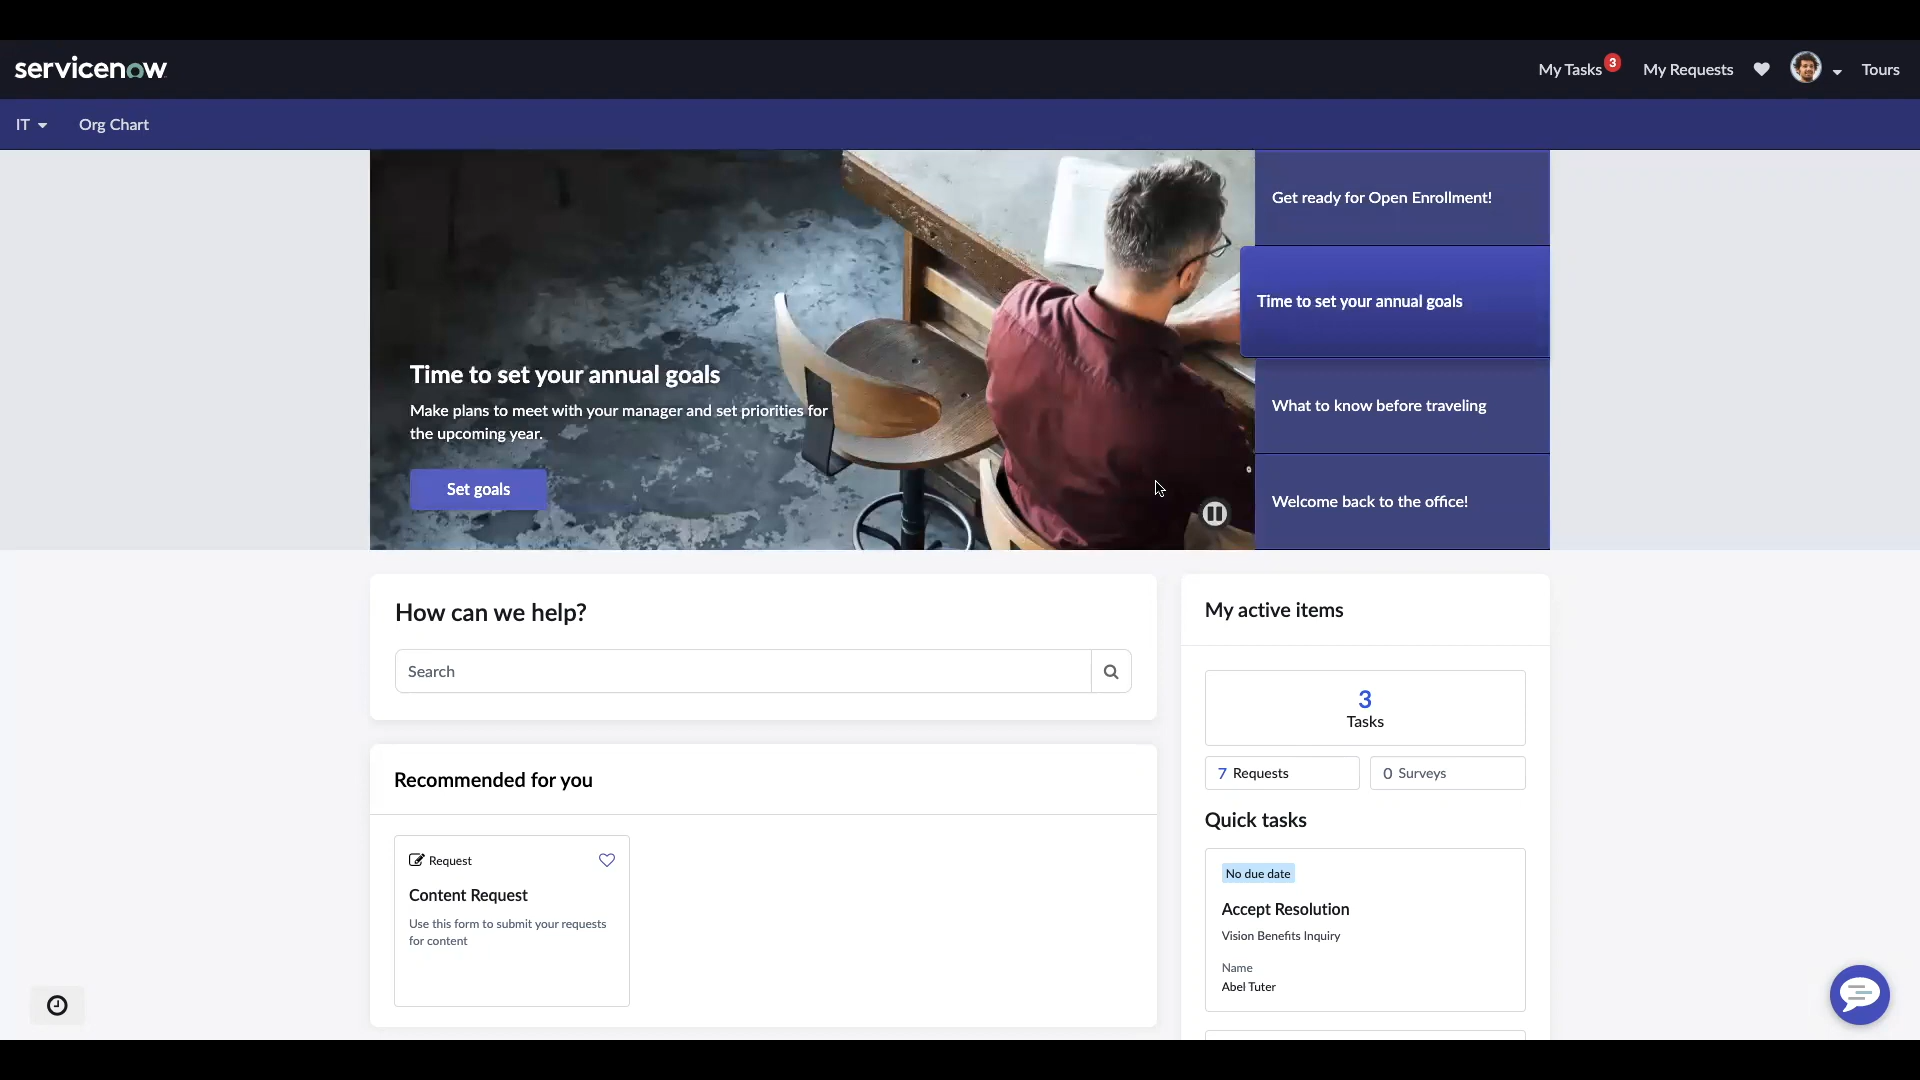 servicenow
My Tasks 3 My Requests Tours
IT Org Chart
Time to set your annual goals
Make plans to meet with your manager and set priorities for
the upcoming year.
Set goals
Get ready for Open Enrollment!
Time to set your annual goals
What to know before traveling
Welcome back to the office!
How can we help?
Search
Recommended for you
Request
Content Request
Use this form to submit your requests
for content
My active items
3
Tasks
7 Requests
0 Surveys
Quick tasks
No due date
Accept Resolution
Vision Benefits Inquiry
Name
Abel Tuter